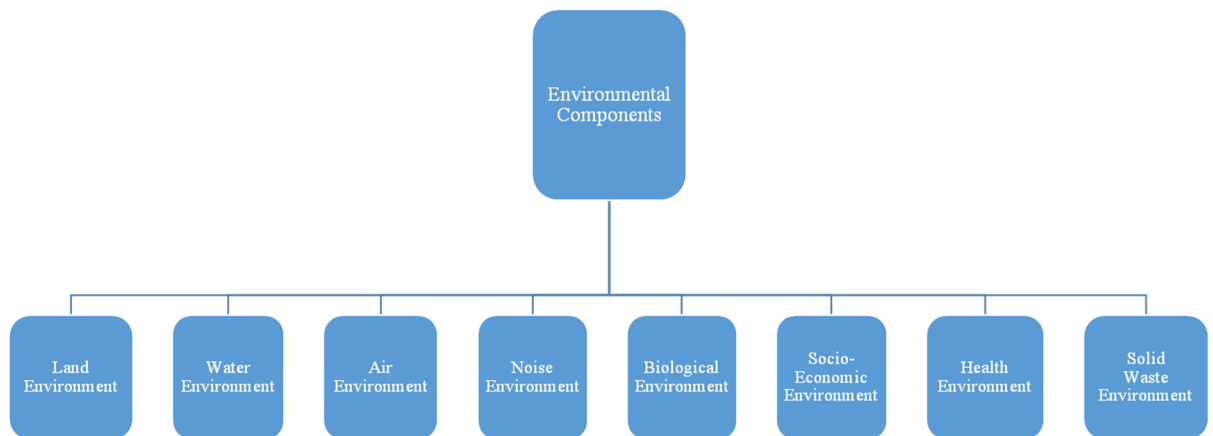 Environmental
Components
Land
Environment
Water
Environment
Air
Environment
Noise
Environment
Biological
Environment
Socio-
Economic
Environment
Health
Environment
Solid
Waste
Environment